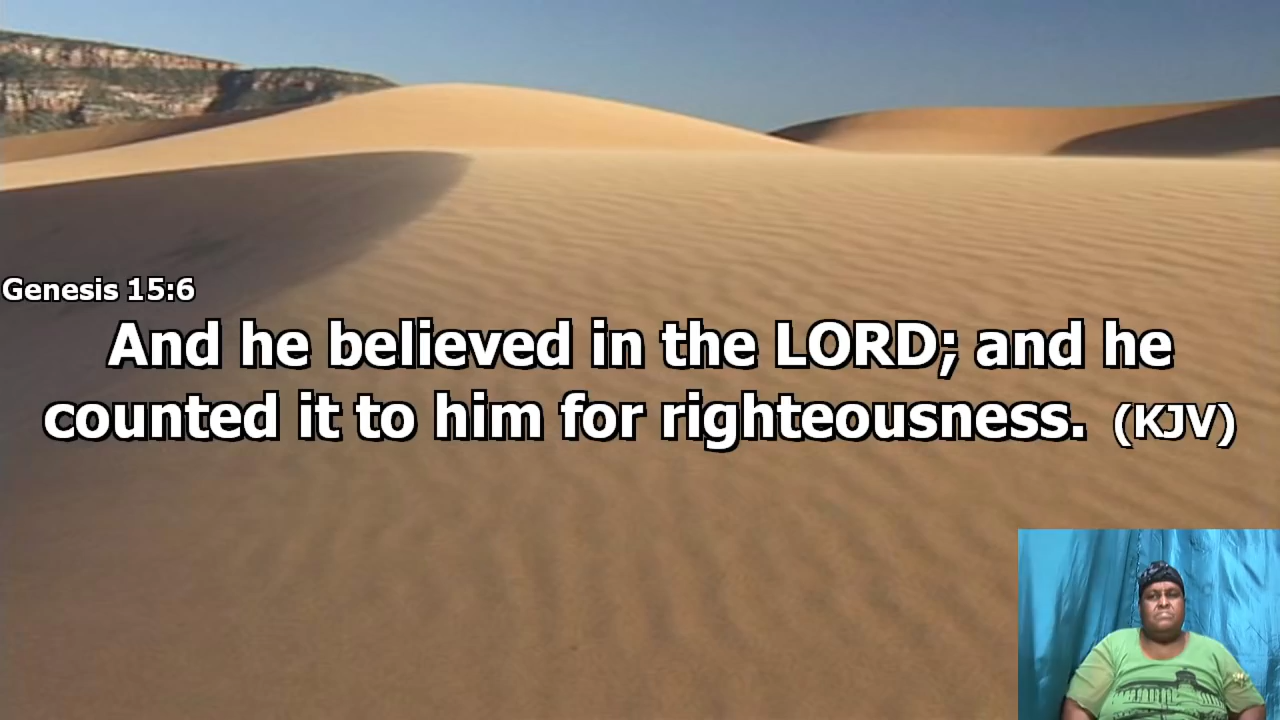 Genesis 15:6
And he believed in the LORD; and he
counted it to him for righteousness. (KJV)